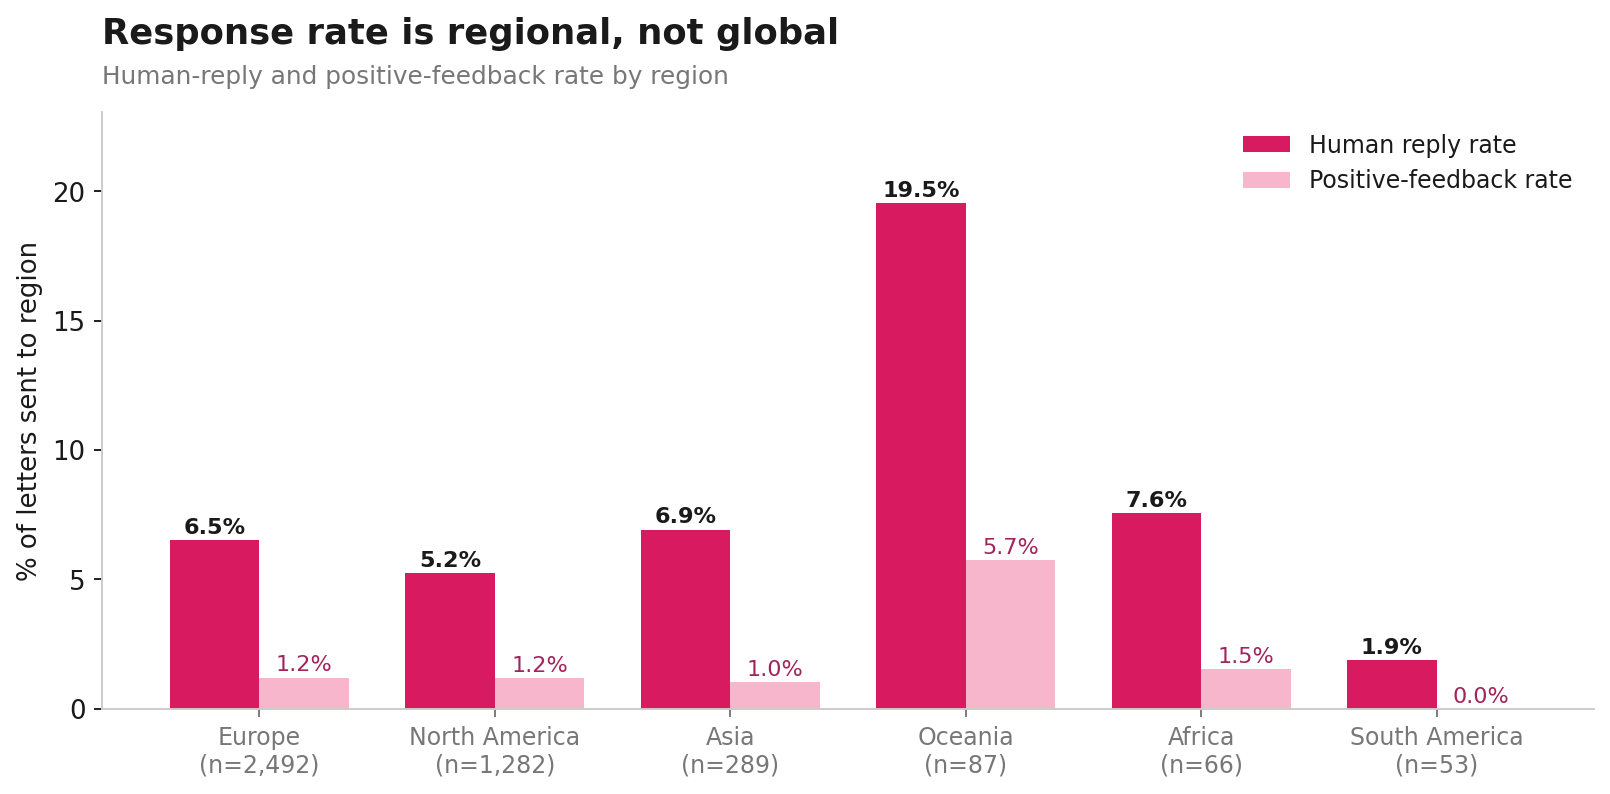 Response rate is regional, not global
Human-reply and positive-feedback rate by region
Human reply rate
Positive-feedback rate
% of letters sent to region
20
15
10
5
0
6.5%
1.2%
5.2%
1.2%
6.9%
1.0%
19.5%
5.7%
7.6%
1.5%
1.9%
0.0%
Europe
(n=2,492)
North America
(n=1,282)
Asia
(n=289)
Oceania
(n=87)
Africa
(n=66)
South America
(n=53)